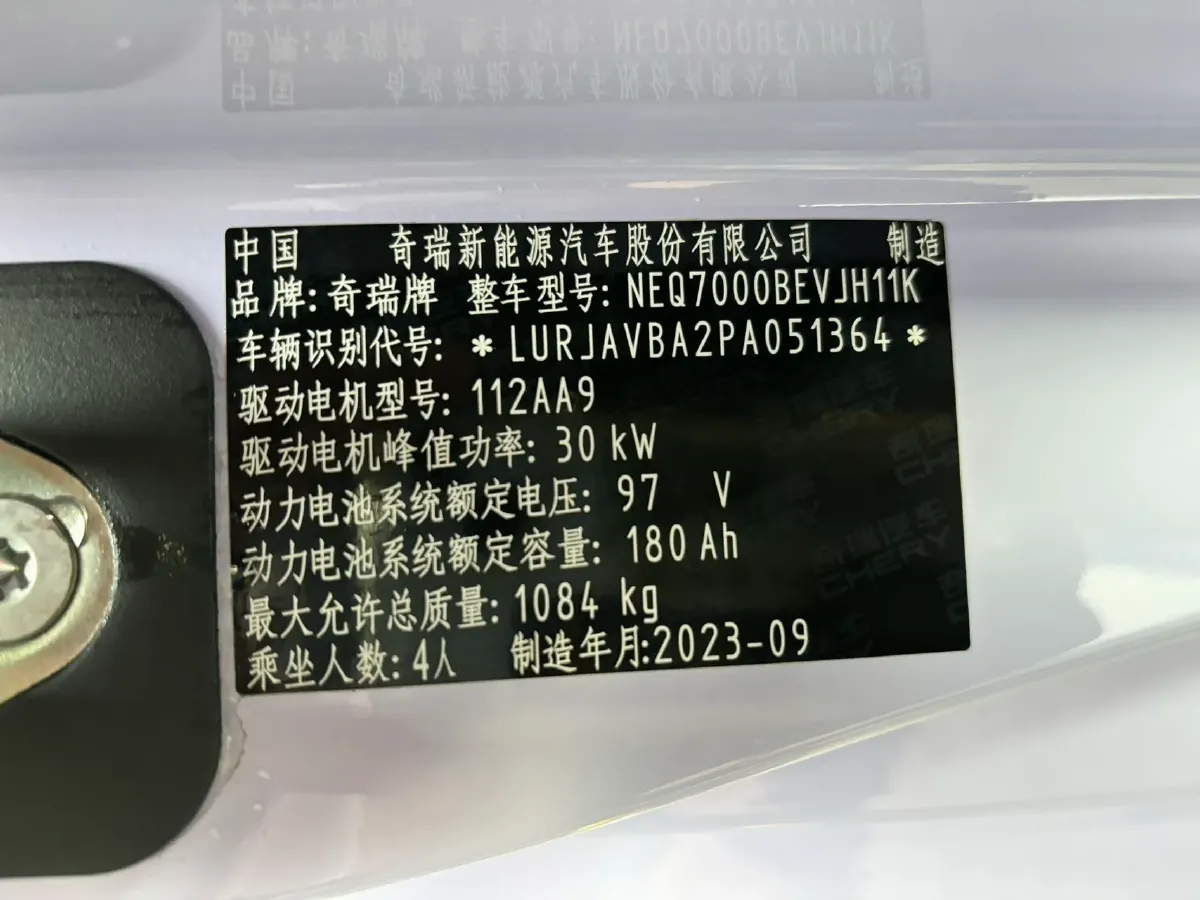 中国 奇瑞新能源汽车股份有限公司 制造
品牌: 奇瑞牌 整车型号: NEQ7000BEVJH11K
车辆识别代号: *LURJAVBA2PA051364*
驱动电机型号: 112AA9
驱动电机峰值功率: 30 kW
动力电池系统额定电压: 97 V
动力电池系统额定容量: 180 Ah
最大允许总质量: 1084 kg
乘坐人数: 4人 制造年月:2023-09